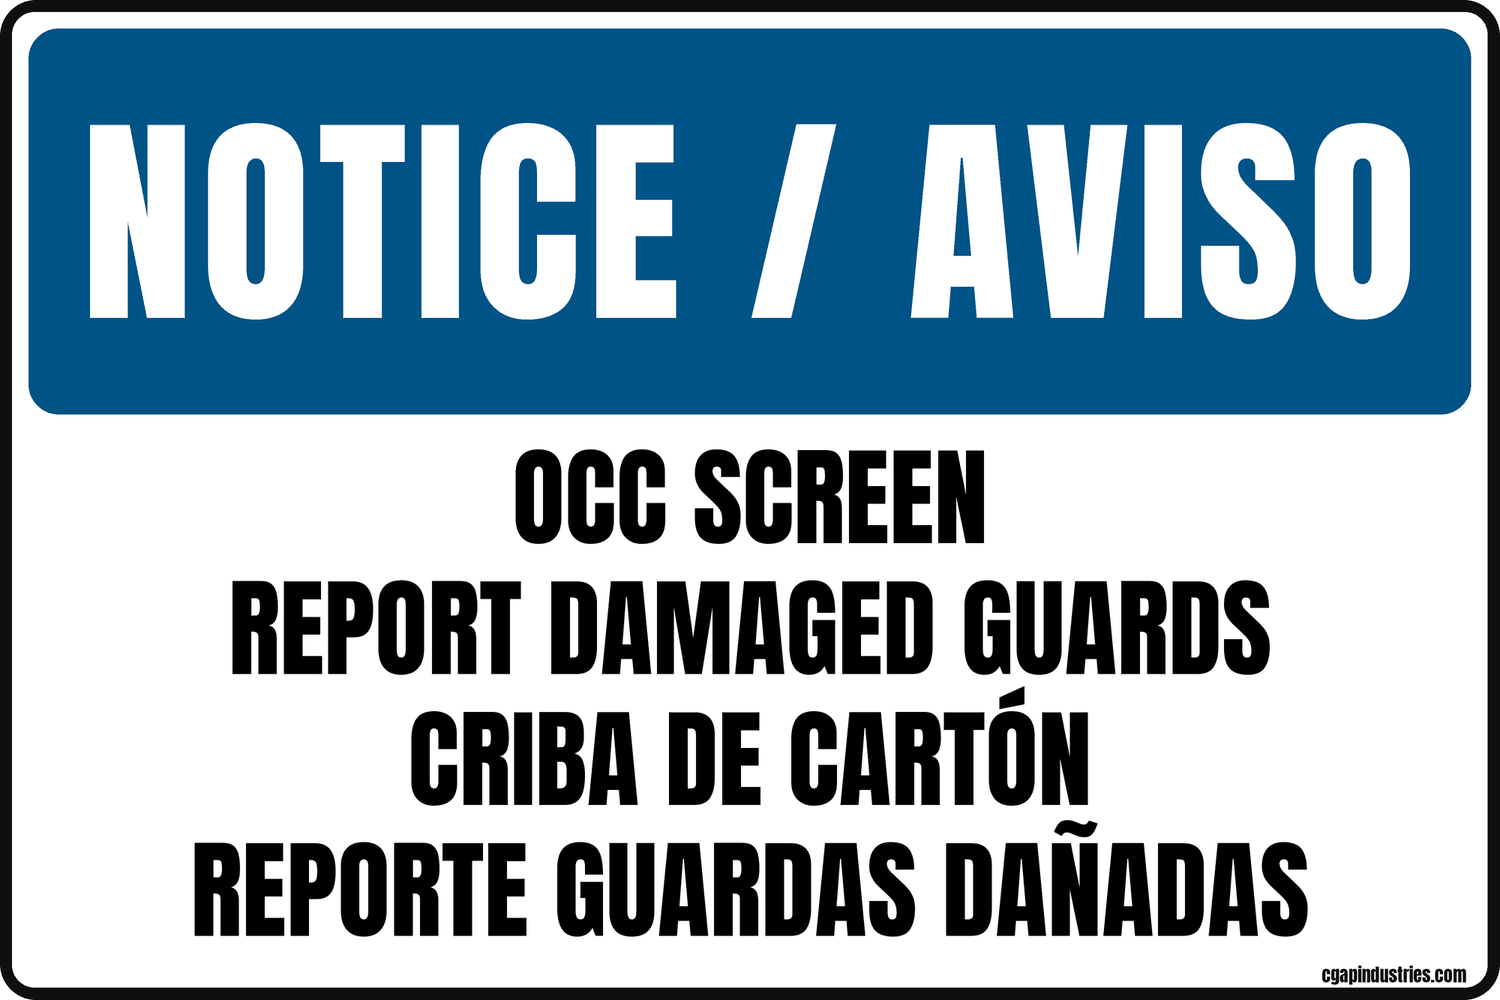 NOTICE / AVISO
OCC SCREEN
REPORT DAMAGED GUARDS
CRIBA DE CARTÓN
REPORTE GUARDAS DAÑADAS
cgapindustries.com